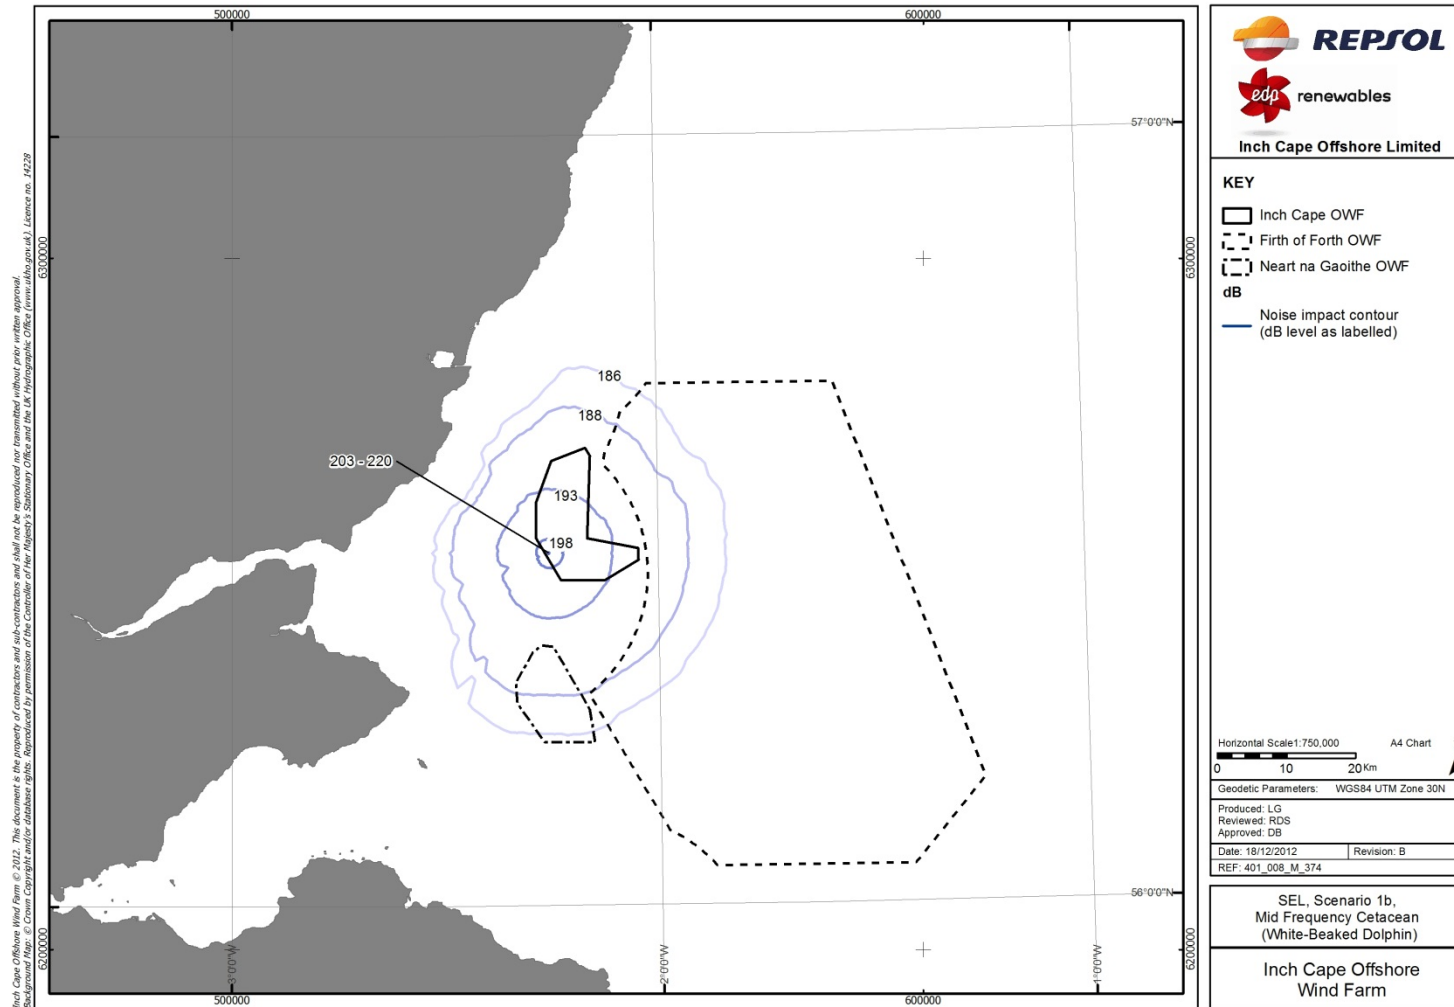 500000
600000
57°0'0"N
6300000
6300000
186
188
203 - 220
193
198
56°0'0"N
6200000
6200000
3°0'0"W
2°0'0"W
1°0'0"W
500000
600000
Inch Cape Offshore Wind Farm © 2012. This document is the property of contractors and sub-contractors and shall not be reproduced nor transmitted without prior written approval.
Background Map: © Crown Copyright and/or database rights. Reproduced by permission of the Controller of Her Majesty's Stationary Office and the UK Hydrographic Office (www.ukho.gov.uk). Licence no. 14228
REPSOL
edp renewables
Inch Cape Offshore Limited
KEY
Inch Cape OWF
Firth of Forth OWF
Neart na Gaoithe OWF
dB
Noise impact contour
(dB level as labelled)
Horizontal Scale1:750,000 A4 Chart
0 10 20 Km
Geodetic Parameters: WGS84 UTM Zone 30N
Produced: LG
Reviewed: RDS
Approved: DB
Date: 18/12/2012 Revision: B
REF: 401_008_M_374
SEL, Scenario 1b,
Mid Frequency Cetacean
(White-Beaked Dolphin)
Inch Cape Offshore
Wind Farm